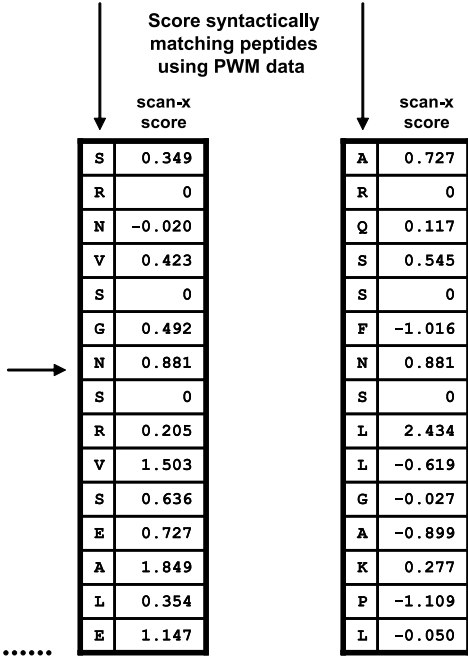 Score syntactically
matching peptides
using PWM data
scan-x
score
scan-x
score
S 0.349
R 0
N -0.020
V 0.423
S 0
G 0.492
N 0.881
S 0
R 0.205
V 1.503
S 0.636
E 0.727
A 1.849
L 0.354
E 1.147
A 0.727
R 0
Q 0.117
S 0.545
S 0
F -1.016
N 0.881
S 0
L 2.434
L -0.619
G -0.027
A -0.899
K 0.277
P -1.109
L -0.050
......